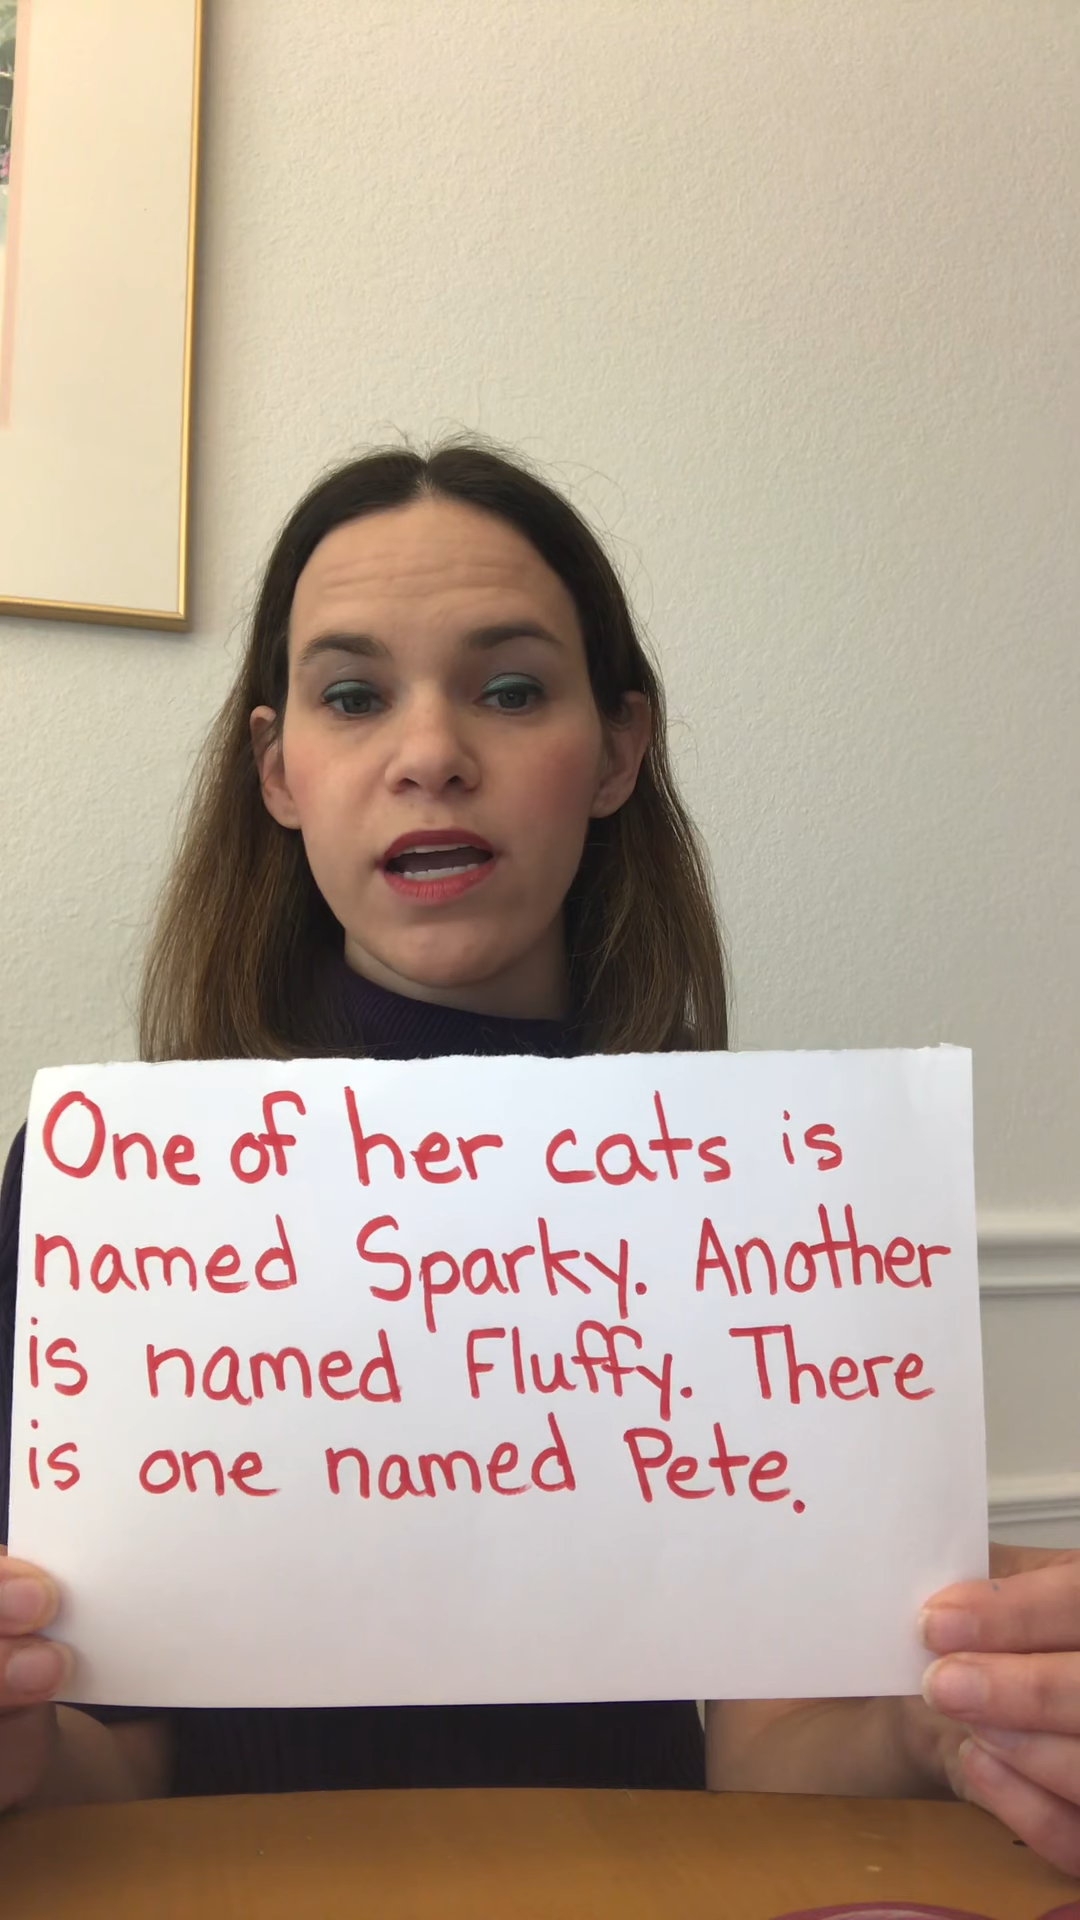 One of her cats is
named Sparky. Another
is named Fluffy. There
is one named Pete.